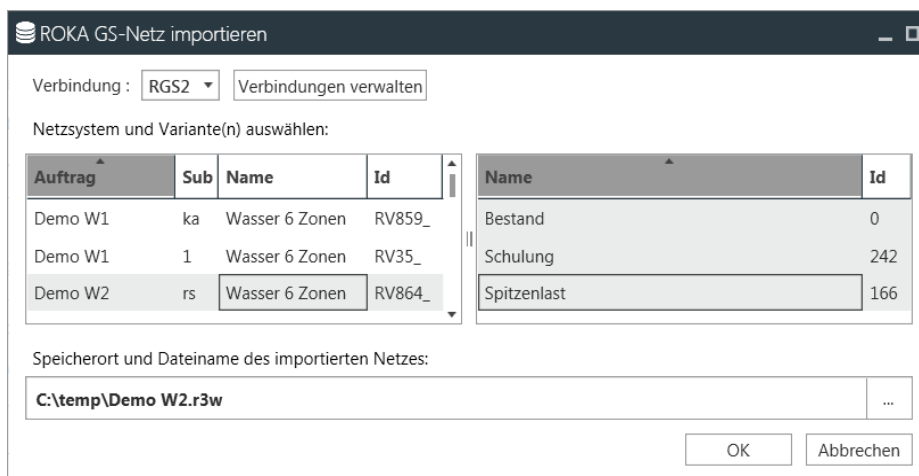 ROKA GS-Netz importieren
Verbindung : RGS2 Verbindungen verwalten
Netzsystem und Variante(n) auswählen:
Auftrag Sub Name Id Name Id
Demo W1 ka Wasser 6 Zonen RV859_ Bestand 0
Demo W1 1 Wasser 6 Zonen RV35_ Schulung 242
Demo W2 rs Wasser 6 Zonen RV864_ Spitzenlast 166
Speicherort und Dateiname des importierten Netzes:
C:\temp\Demo W2.r3w ...
OK Abbrechen